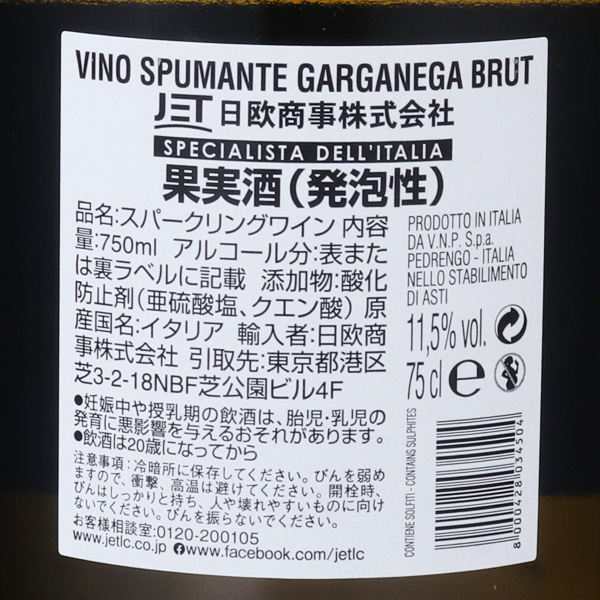 VINO SPUMANTE GARGANEGA BRUT
JET 日欧商事株式会社
SPECIALISTA DELL'ITALIA
果実酒(発泡性)
品名:スパークリングワイン 内容
量:750ml アルコール分:表また
は裏ラベルに記載 添加物:酸化
防止剤(亜硫酸塩、クエン酸) 原
産国名:イタリア 輸入者:日欧商
事株式会社 引取先:東京都港区
芝3-2-18NBF芝公園ビル4F
●妊娠中や授乳期の飲酒は、胎児・乳児の
発育に悪影響を与えるおそれがあります。
●飲酒は20歳になってから
注意事項:冷暗所に保存してください。びんを弱め
ますので、衝撃、高温は避けてください。開栓時、
びんはしっかりと持ち、人や壊れやすいものに向け
ないでください。びんを振らないでください。
お客様相談室:0120-200105
www.jetlc.co.jp www.facebook.com/jetlc
PRODOTTO IN ITALIA
DA V.N.P. S.p.a.
PEDRENGO - ITALIA
NELLO STABILIMENTO
DI ASTI
11,5% vol.
75 cl e
CONTIENE SOLFITI - CONTAINS SULPHITES
8 000428 034504